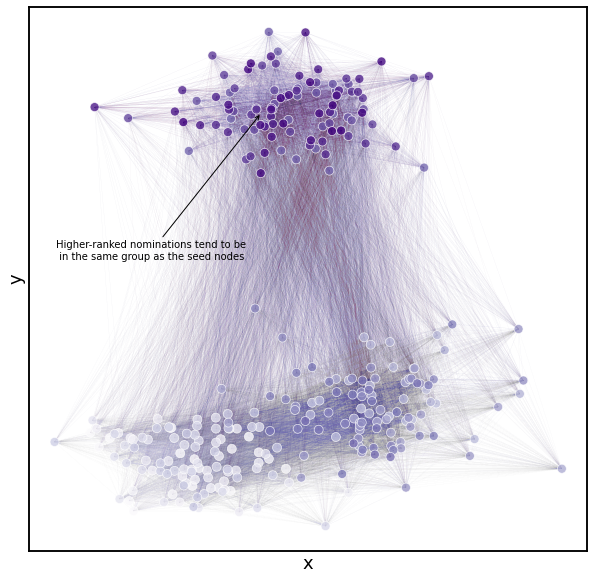 Higher-ranked nominations tend to be
in the same group as the seed nodes
y
x